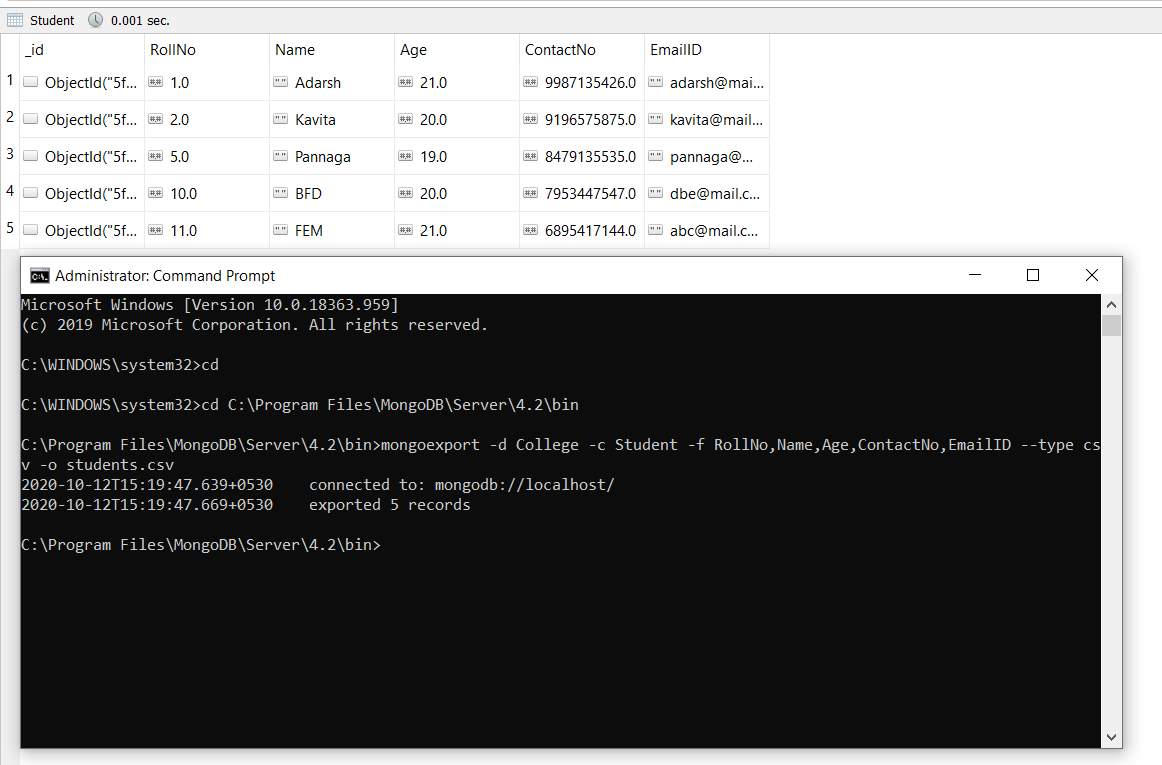 Student 0.001 sec.
_id RollNo Name Age ContactNo EmailID
1 ObjectId("5f... 1.0 Adarsh 21.0 9987135426.0 adarsh@mai...
2 ObjectId("5f... 2.0 Kavita 20.0 9196575875.0 kavita@mail...
3 ObjectId("5f... 5.0 Pannaga 19.0 8479135535.0 pannaga@...
4 ObjectId("5f... 10.0 BFD 20.0 7953447547.0 dbe@mail.c...
5 ObjectId("5f... 11.0 FEM 21.0 6895417144.0 abc@mail.c...
Administrator: Command Prompt
Microsoft Windows [Version 10.0.18363.959]
(c) 2019 Microsoft Corporation. All rights reserved.
C:\WINDOWS\system32>cd
C:\WINDOWS\system32>cd C:\Program Files\MongoDB\Server\4.2\bin
C:\Program Files\MongoDB\Server\4.2\bin>mongoexport -d College -c Student -f RollNo,Name,Age,ContactNo,EmailID --type cs
v -o students.csv
2020-10-12T15:19:47.639+0530    connected to: mongodb://localhost/
2020-10-12T15:19:47.669+0530    exported 5 records
C:\Program Files\MongoDB\Server\4.2\bin>